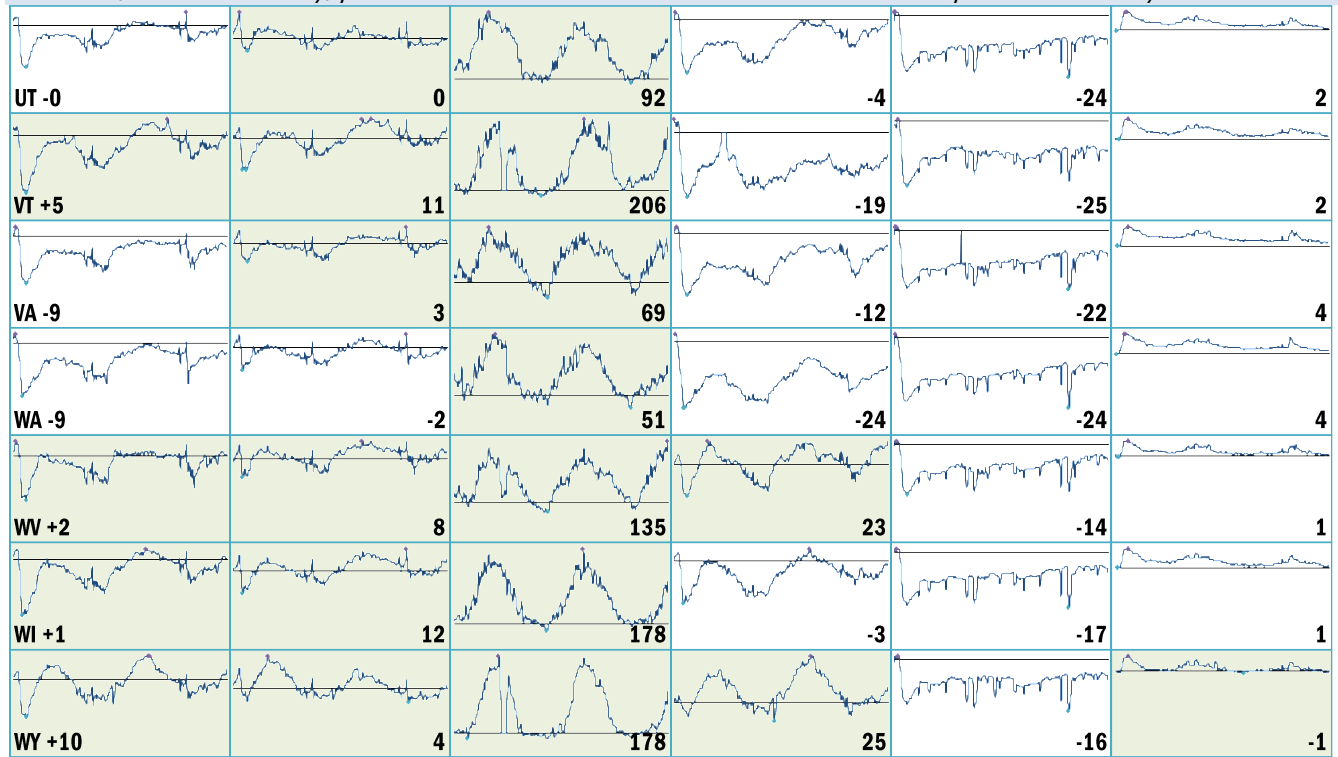 UT -0 0 92 -4 -24 2
VT +5 11 206 -19 -25 2
VA -9 3 69 -12 -22 4
WA -9 -2 51 -24 -24 4
WV +2 8 135 23 -14 1
WI +1 12 178 -3 -17 1
WY +10 4 178 25 -16 -1